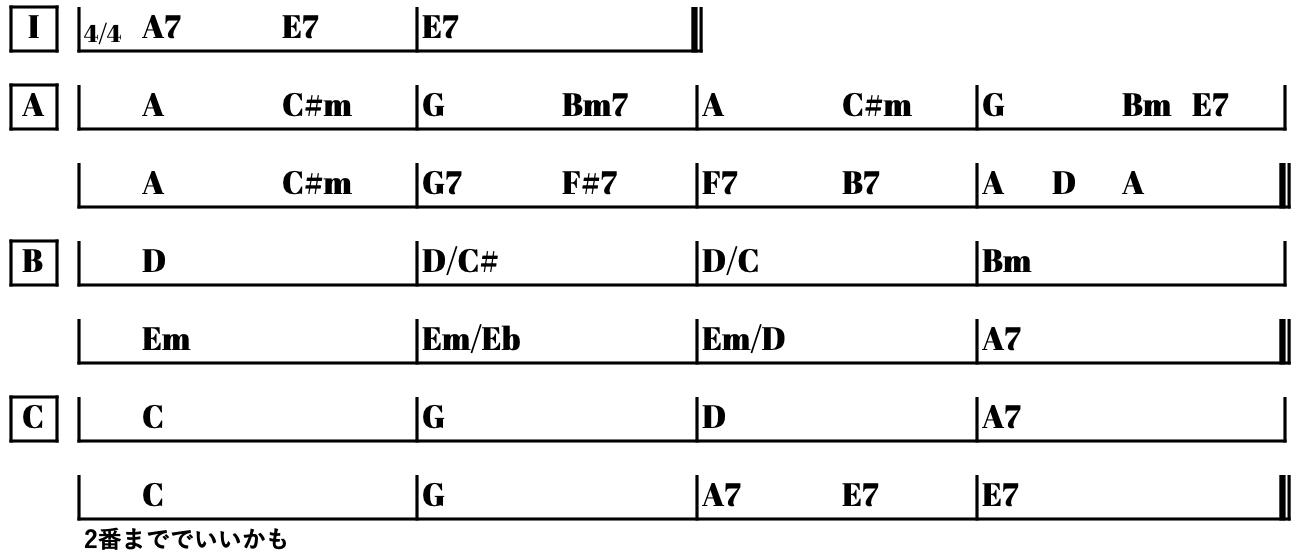 I 4/4 A7 E7 E7
A A C#m G Bm7 A C#m G Bm E7
A C#m G7 F#7 F7 B7 A D A
B D D/C# D/C Bm
Em Em/Eb Em/D A7
C C G D A7
C G A7 E7 E7
2番まででいいかも